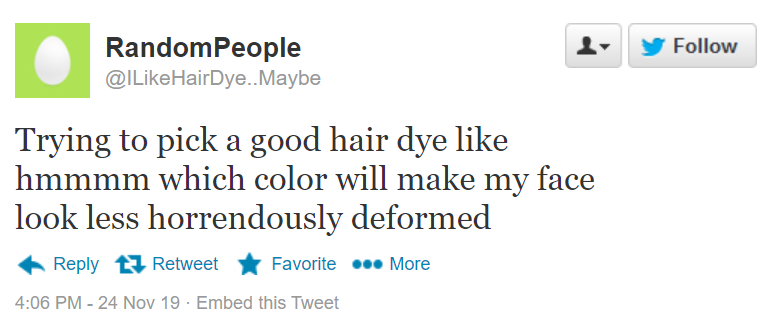 RandomPeople
@ILikeHairDye..Maybe
Follow
Trying to pick a good hair dye like
hmmmm which color will make my face
look less horrendously deformed
Reply Retweet Favorite More
4:06 PM - 24 Nov 19 · Embed this Tweet